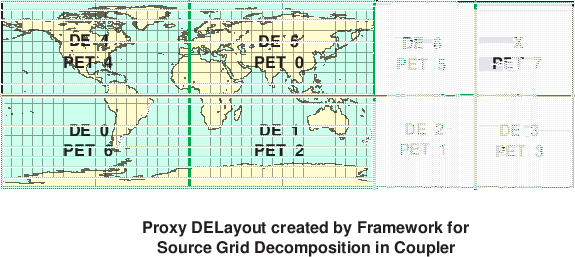 DE 4
PET 4
DE 5
PET 0
DE 6
PET 5
X
PET 7
DE 0
PET 6
DE 1
PET 2
DE 2
PET 1
DE 3
PET 3
Proxy DELayout created by Framework for
Source Grid Decomposition in Coupler